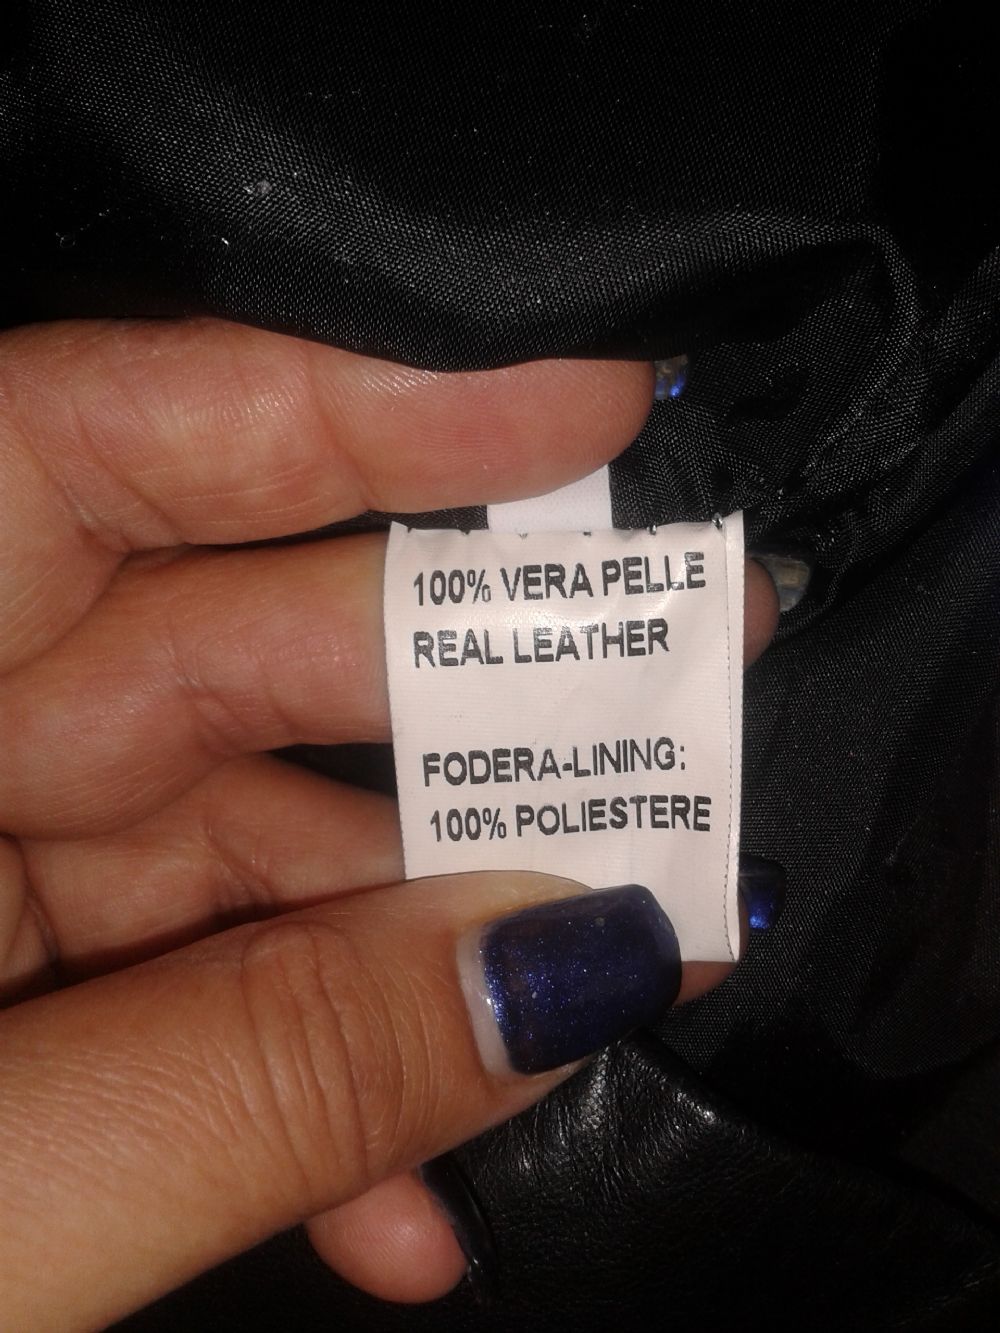 100% VERA PELLE
REAL LEATHER
FODERA-LINING:
100% POLIESTERE